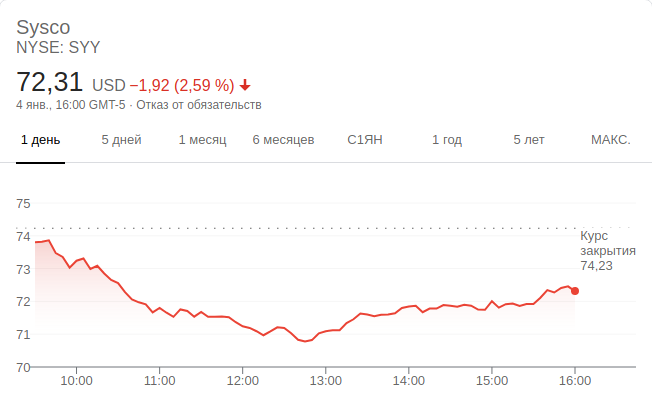 Sysco
NYSE: SYY
72,31 USD −1,92 (2,59 %)
4 янв., 16:00 GMT-5 · Отказ от обязательств
1 день 5 дней 1 месяц 6 месяцев С1ЯН 1 год 5 лет МАКС.
75
74
73
72
71
70
Курс
закрытия
74,23
10:00 11:00 12:00 13:00 14:00 15:00 16:00